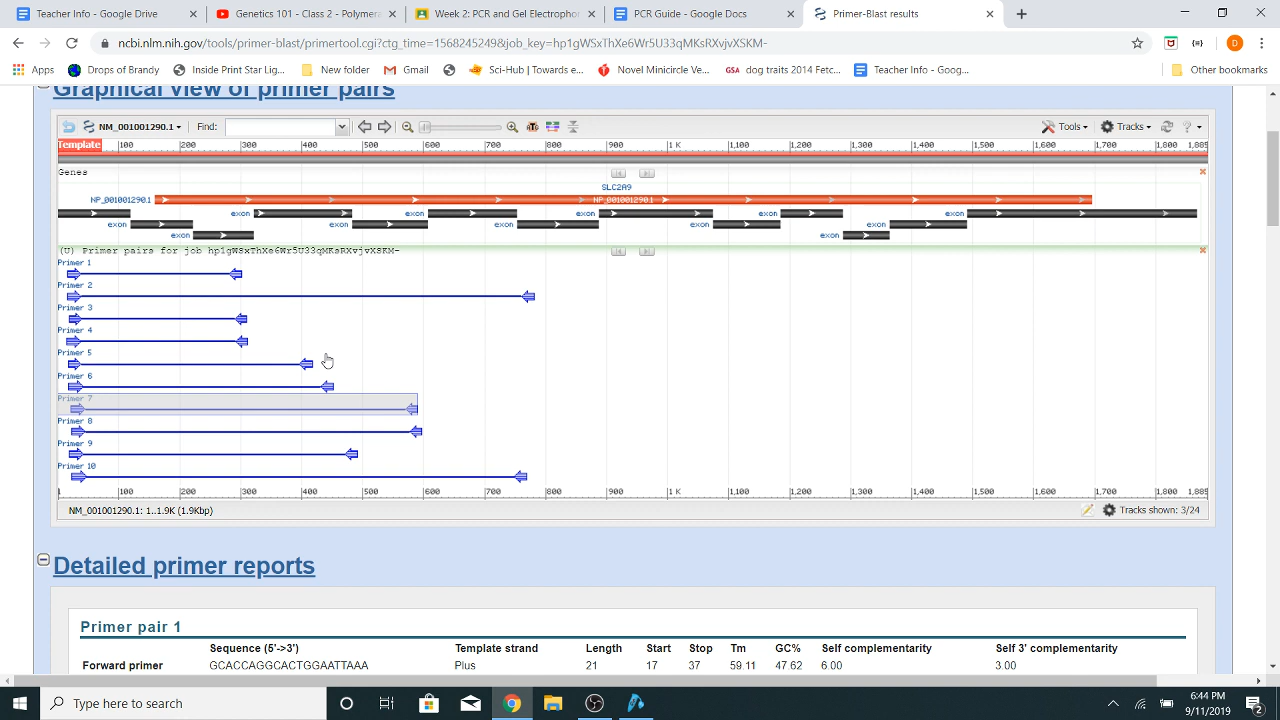 Teacher Info - Google Drive
Genetics 101 - Class 2 - Polymer
Week 2: PCR and Gel Electrophor
PCR Guide - Google Docs
Primer-Blast results
ncbi.nlm.nih.gov/tools/primer-blast/primertool.cgi?ctg_time=1568252249&job_key=hp1gWSxThXe6Wr5U33qMKsRXvjvXSKM-
D
Apps
Drops of Brandy
Inside Print Star Lig...
New folder
Gmail
Sci-Hub | Towards e...
Novel Minicircle Ve...
GSA
dog tags 2014 Fetc...
Teacher Info - Goog...
Other bookmarks
Graphical view of primer pairs
NM_001001290.1
Find:
Tools
Tracks
?
Template
100 200 300 400 500 600 700 800 900 1 K 1,100 1,200 1,300 1,400 1,500 1,600 1,700 1,800 1,885
Genes
SLC2A9
NP_001001290.1
NP_001001290.1
exon exon exon exon exon
exon exon exon exon exon
exon exon
(U) Primer pairs for job hp1gWSxThXe6Wr5U33qMKsRXvjvXSKM-
Primer 1
Primer 2
Primer 3
Primer 4
Primer 5
Primer 6
Primer 7
Primer 8
Primer 9
Primer 10
1 100 200 300 400 500 600 700 800 900 1 K 1,100 1,200 1,300 1,400 1,500 1,600 1,700 1,800 1,885
NM_001001290.1: 1..1.9K (1.9Kbp)
Tracks shown: 3/24
Detailed primer reports
Primer pair 1
Sequence (5'->3') Template strand Length Start Stop Tm GC% Self complementarity Self 3' complementarity
Forward primer GCACCAGGCACTGGAATTAAA Plus 21 17 37 59.11 47.62 6.00 3.00
Type here to search
6:44 PM
9/11/2019
2